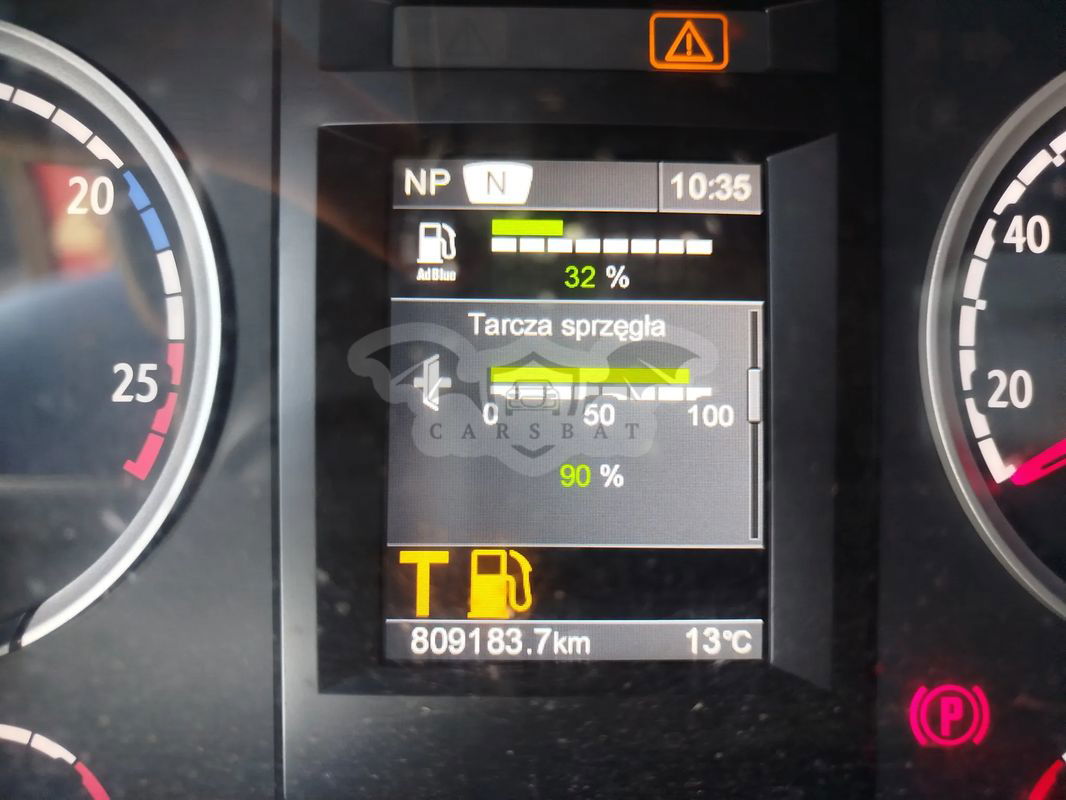 NP N 10:35
AdBlue
32 %
Tarcza sprzęgła
0 50 100
CARSBAT
90 %
T
809183.7km 13°C
20
25
40
20
P